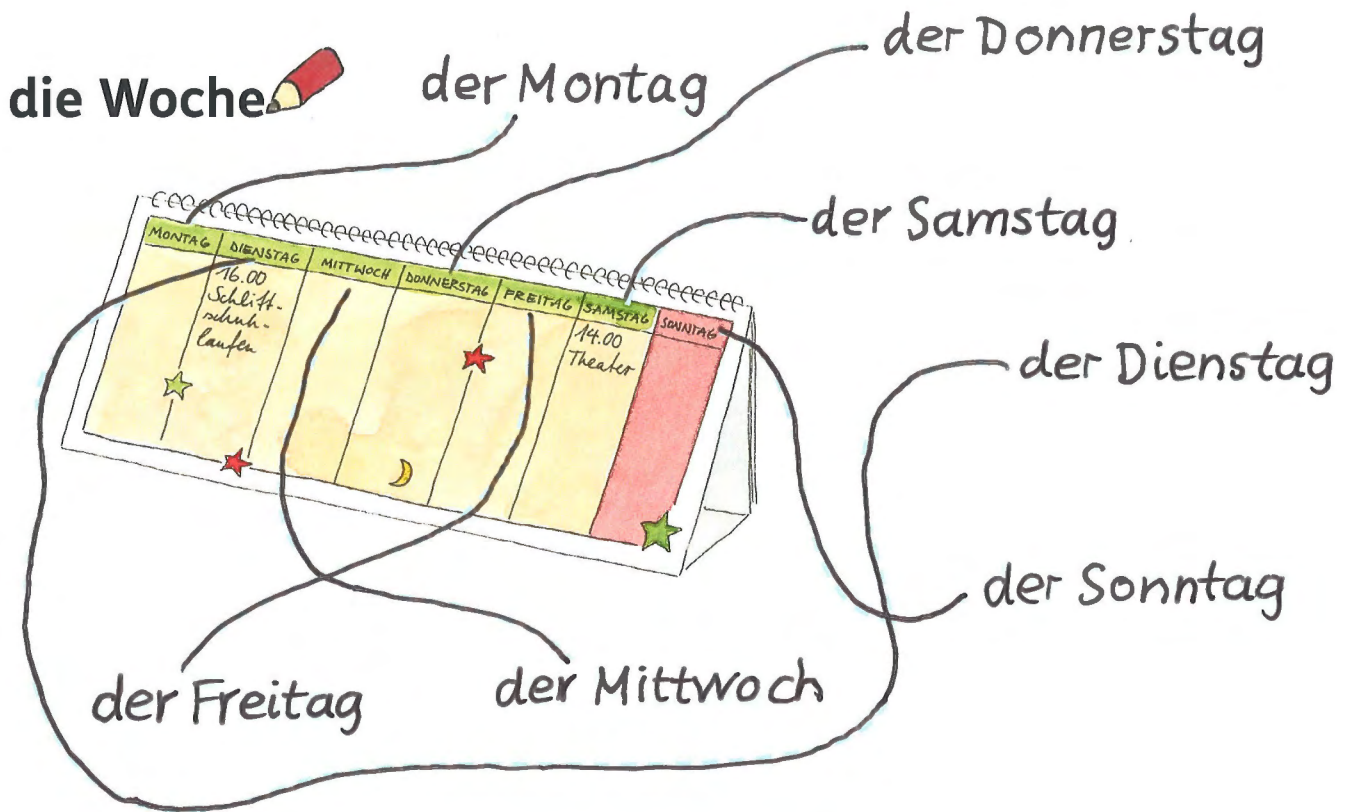 die Woche
der Montag
der Donnerstag
der Samstag
MONTAG DIENSTAG MITTWOCH DONNERSTAG FREITAG SAMSTAG SONNTAG
16.00
Schlitt-
schuh-
laufen
14.00
Theater
der Dienstag
der Sonntag
der Freitag
der Mittwoch